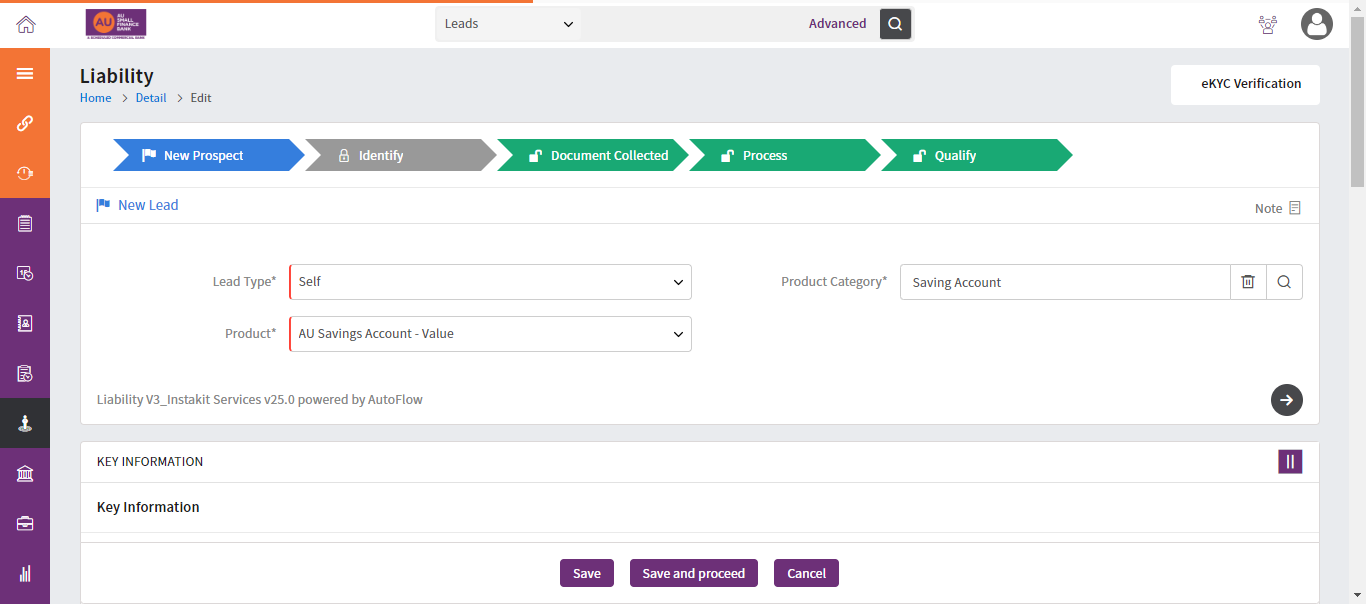 AU
AU
SMALL
FINANCE
BANK
A SCHEDULED COMMERCIAL BANK
Leads
Advanced
Liability
Home > Detail > Edit
eKYC Verification
New Prospect
Identify
Document Collected
Process
Qualify
New Lead
Note
Lead Type*
Self
Product Category*
Saving Account
Product*
AU Savings Account - Value
Liability V3_Instakit Services v25.0 powered by AutoFlow
KEY INFORMATION
Key Information
Save
Save and proceed
Cancel